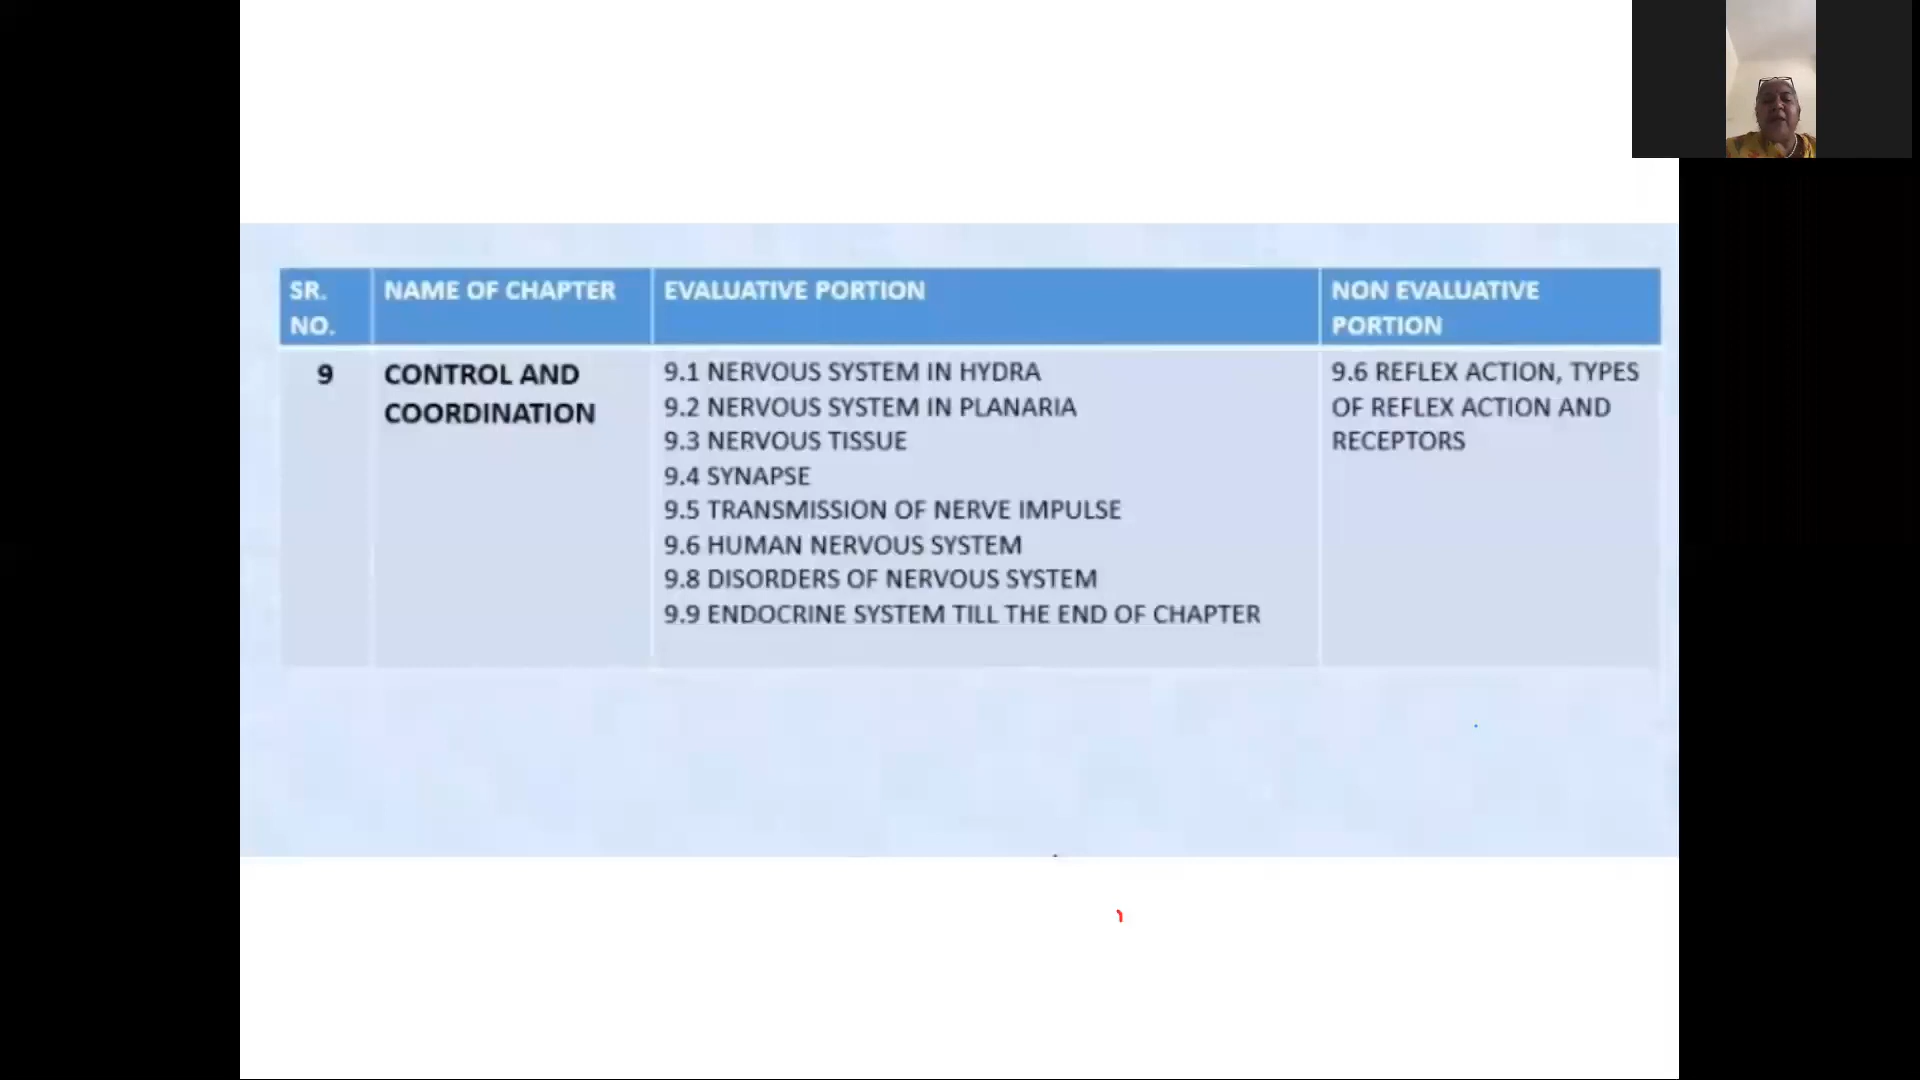 SR.
NO.
NAME OF CHAPTER
EVALUATIVE PORTION
NON EVALUATIVE
PORTION
9
CONTROL AND
COORDINATION
9.1 NERVOUS SYSTEM IN HYDRA
9.2 NERVOUS SYSTEM IN PLANARIA
9.3 NERVOUS TISSUE
9.4 SYNAPSE
9.5 TRANSMISSION OF NERVE IMPULSE
9.6 HUMAN NERVOUS SYSTEM
9.8 DISORDERS OF NERVOUS SYSTEM
9.9 ENDOCRINE SYSTEM TILL THE END OF CHAPTER
9.6 REFLEX ACTION, TYPES
OF REFLEX ACTION AND
RECEPTORS